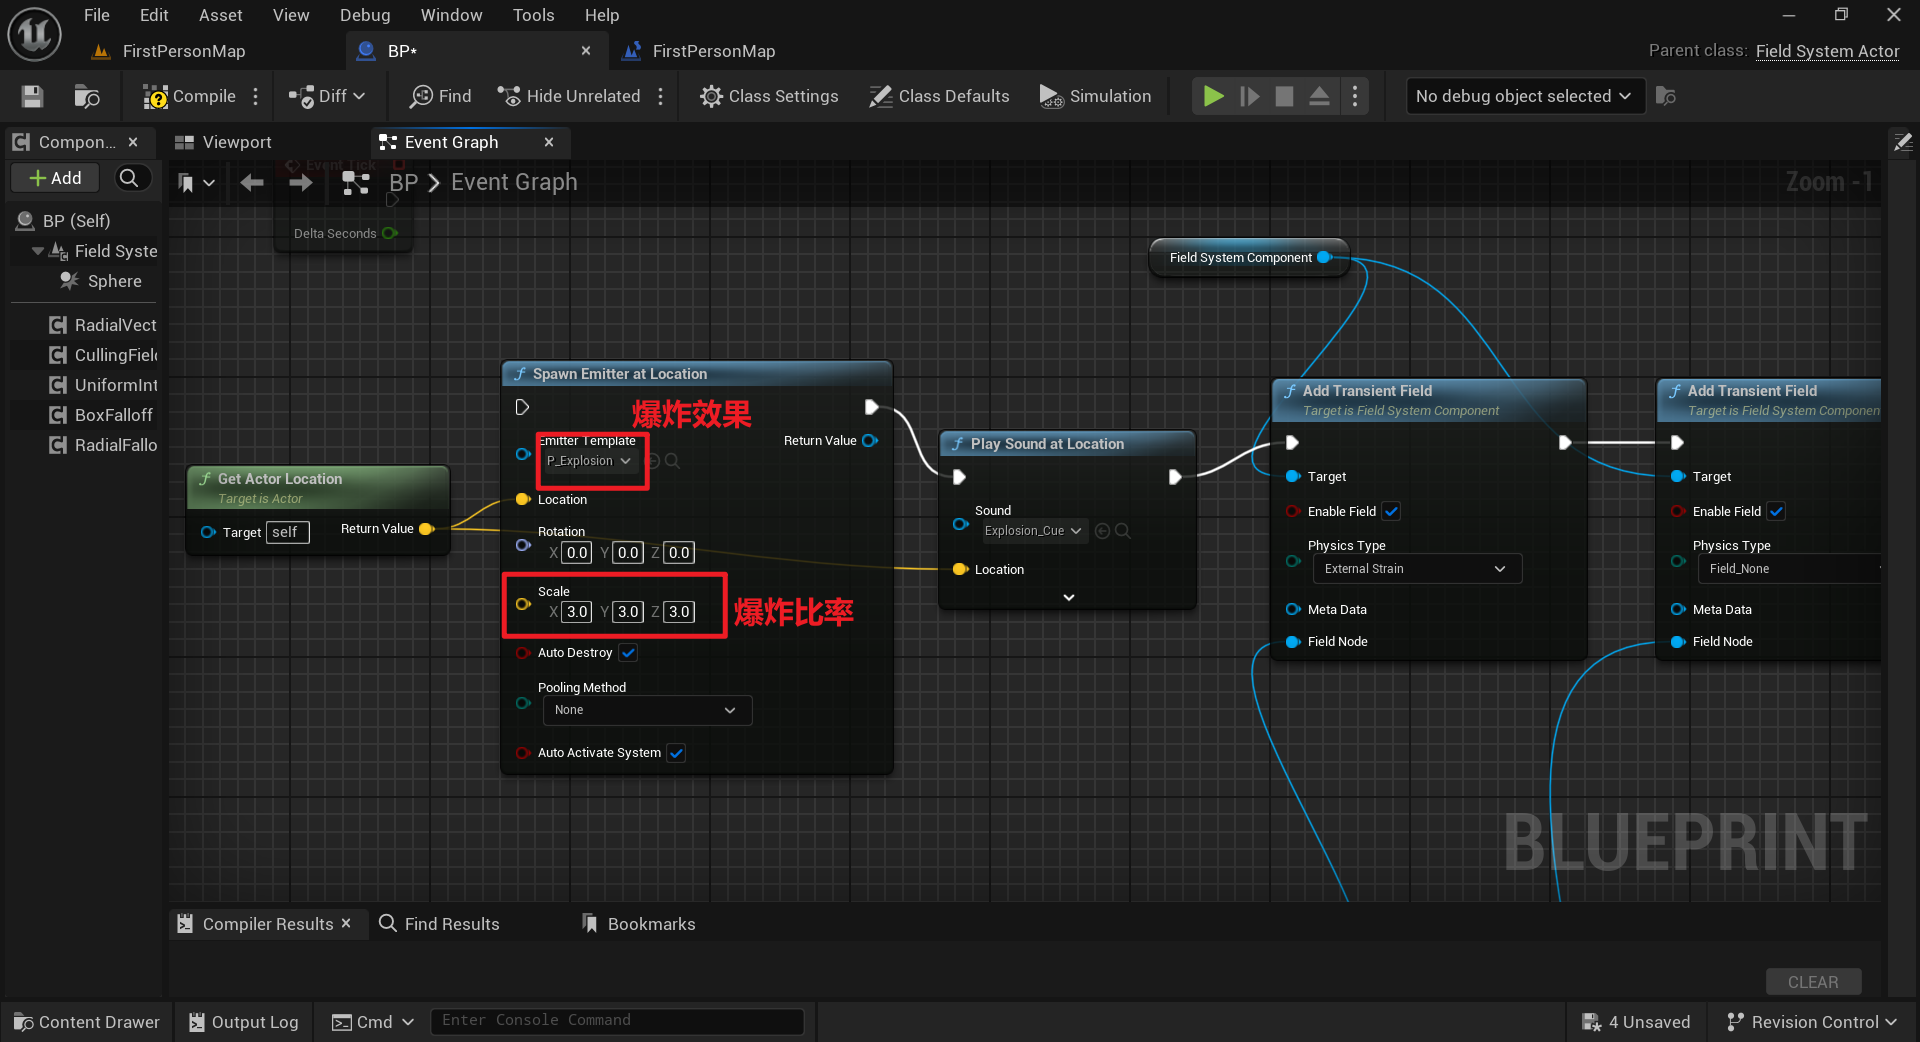 File Edit Asset View Debug Window Tools Help
FirstPersonMap BP* FirstPersonMap Parent class: Field System Actor
Compile Diff Find Hide Unrelated Class Settings Class Defaults Simulation No debug object selected
Compon... Viewport Event Graph
Add BP Event Graph Zoom -1
Event Tick
Delta Seconds
BP (Self)
Field Syste
Sphere
RadialVect
CullingField
UniformInt
BoxFalloff
RadialFallo
Field System Component
Get Actor Location
Target is Actor
Target self Return Value
Spawn Emitter at Location
爆炸效果
Emitter Template Return Value
P_Explosion
Location
Rotation
X 0.0 Y 0.0 Z 0.0
Scale
X 3.0 Y 3.0 Z 3.0
爆炸比率
Auto Destroy
Pooling Method
None
Auto Activate System
Play Sound at Location
Sound
Explosion_Cue
Location
Add Transient Field
Target is Field System Component
Target
Enable Field
Physics Type
External Strain
Meta Data
Field Node
Add Transient Field
Target is Field System Componen
Target
Enable Field
Physics Type
Field_None
Meta Data
Field Node
BLUEPRINT
Compiler Results Find Results Bookmarks
CLEAR
Content Drawer Output Log Cmd Enter Console Command 4 Unsaved Revision Control